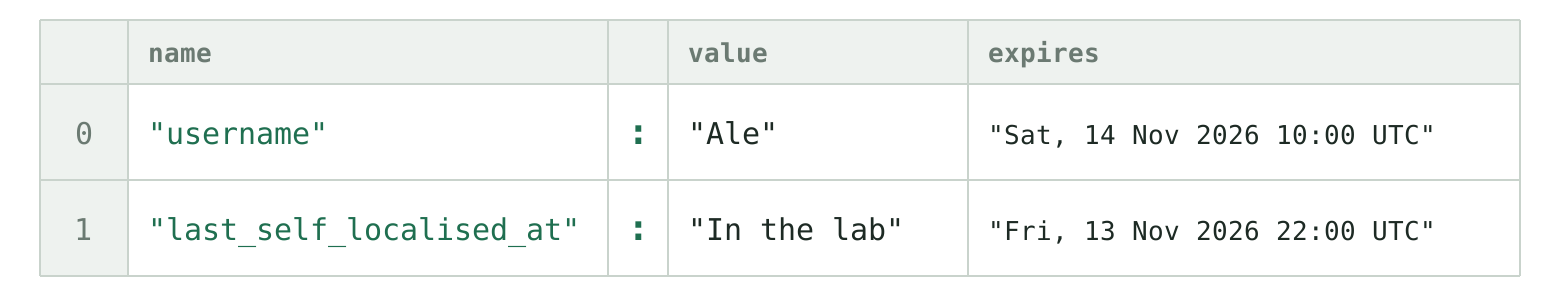 name value expires
0 "username" : "Ale" "Sat, 14 Nov 2026 10:00 UTC"
1 "last_self_localised_at" : "In the lab" "Fri, 13 Nov 2026 22:00 UTC"